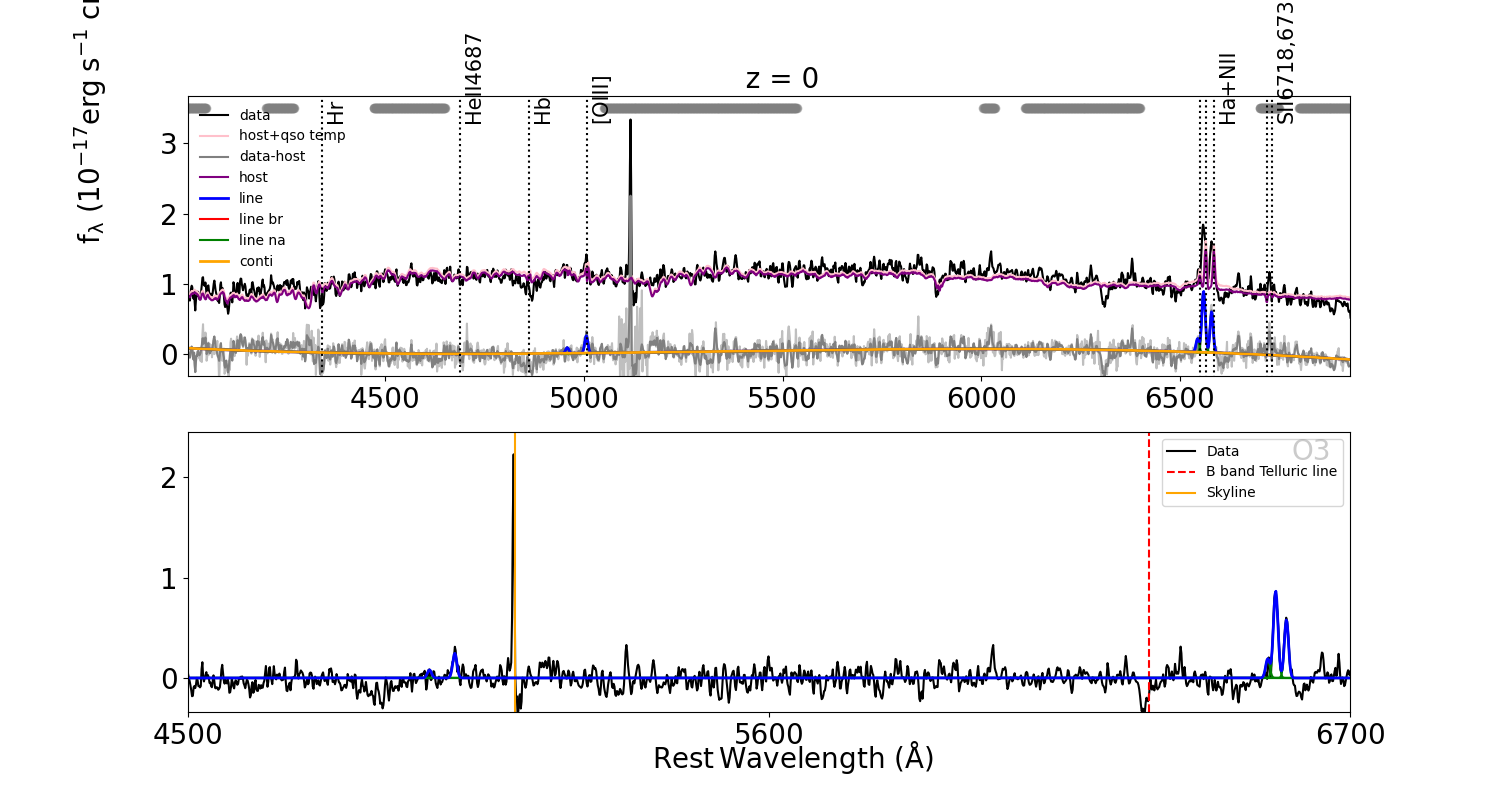 z = 0
f_λ (10⁻¹⁷erg s⁻¹
Hr
HeII4687
Hb
[OIII]
Ha+NII
SII6718,673
data
host+qso temp
data-host
host
line
line br
line na
conti
3
2
1
0
4500 5000 5500 6000 6500
O3
Data
B band Telluric line
Skyline
2
1
0
4500 5600 6700
Rest Wavelength (Å)